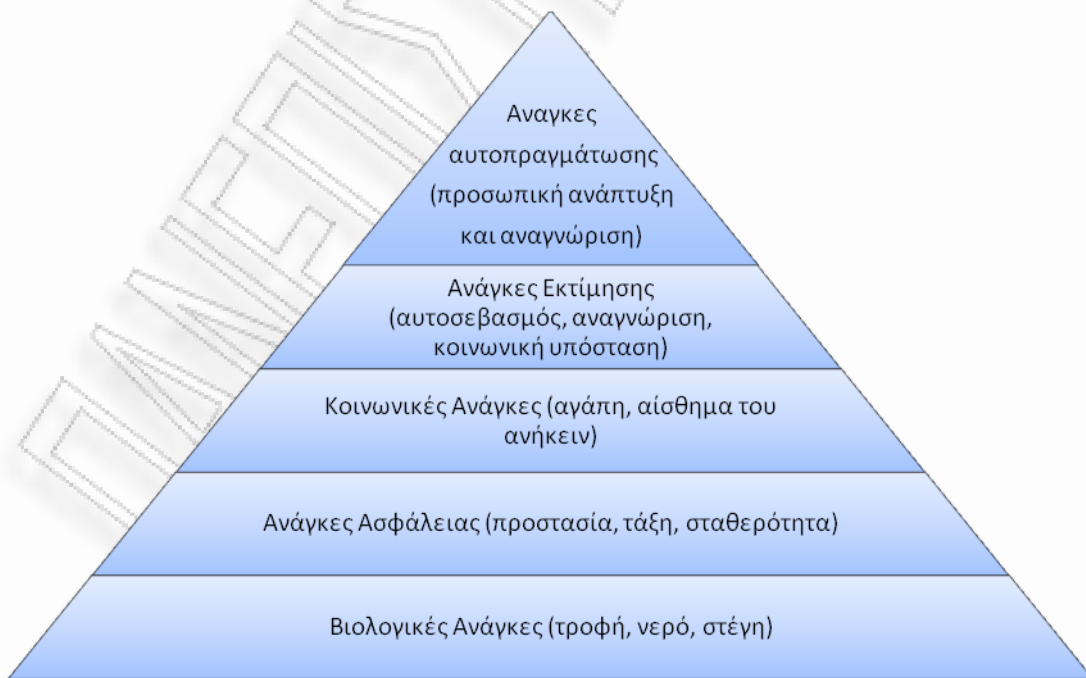 Αναγκες
αυτοπραγμάτωσης
(προσωπική ανάπτυξη
και αναγνώριση)
Ανάγκες Εκτίμησης
(αυτοσεβασμός, αναγνώριση,
κοινωνική υπόσταση)
Κοινωνικές Ανάγκες (αγάπη, αίσθημα του
ανήκειν)
Ανάγκες Ασφάλειας (προστασία, τάξη, σταθερότητα)
Βιολογικές Ανάγκες (τροφή, νερό, στέγη)